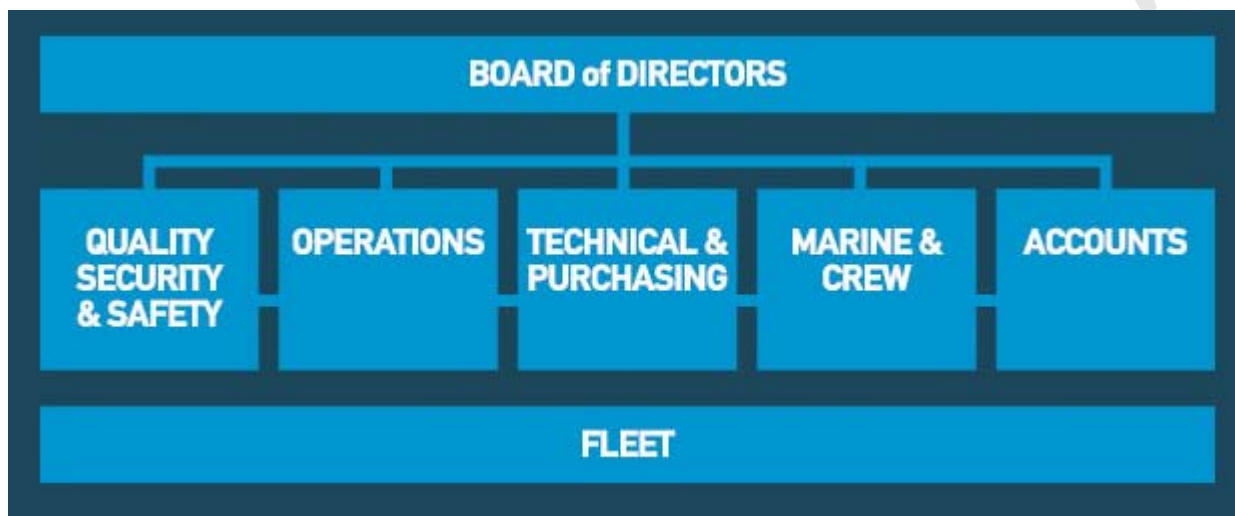 BOARD of DIRECTORS
QUALITY
SECURITY
& SAFETY
OPERATIONS
TECHNICAL &
PURCHASING
MARINE &
CREW
ACCOUNTS
FLEET